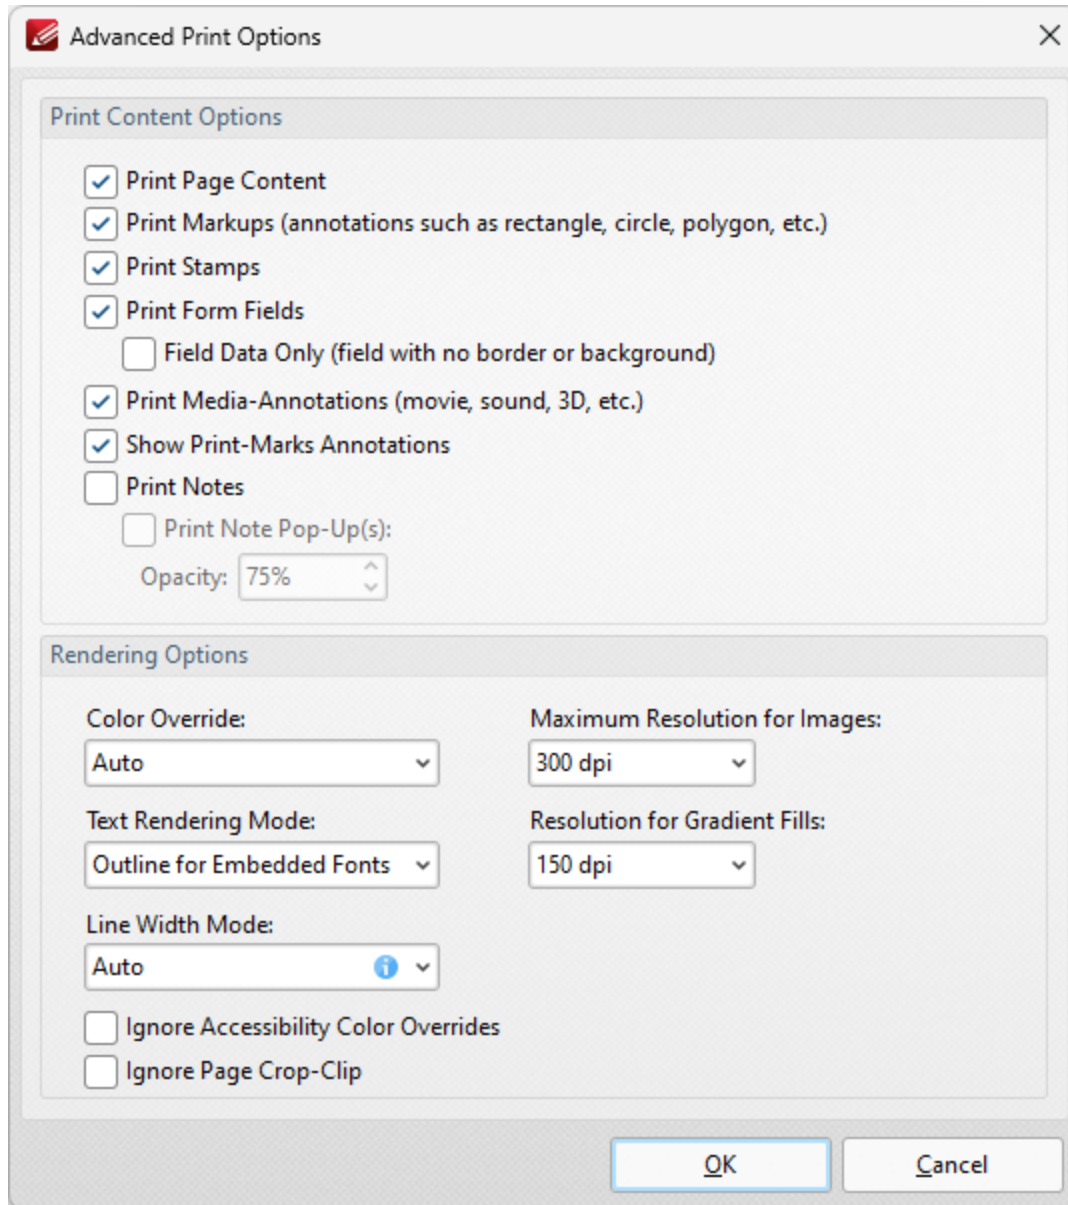 Advanced Print Options
Print Content Options
Print Page Content
Print Markups (annotations such as rectangle, circle, polygon, etc.)
Print Stamps
Print Form Fields
Field Data Only (field with no border or background)
Print Media-Annotations (movie, sound, 3D, etc.)
Show Print-Marks Annotations
Print Notes
Print Note Pop-Up(s):
Opacity: 75%
Rendering Options
Color Override:
Auto
Maximum Resolution for Images:
300 dpi
Text Rendering Mode:
Outline for Embedded Fonts
Resolution for Gradient Fills:
150 dpi
Line Width Mode:
Auto
Ignore Accessibility Color Overrides
Ignore Page Crop-Clip
OK
Cancel